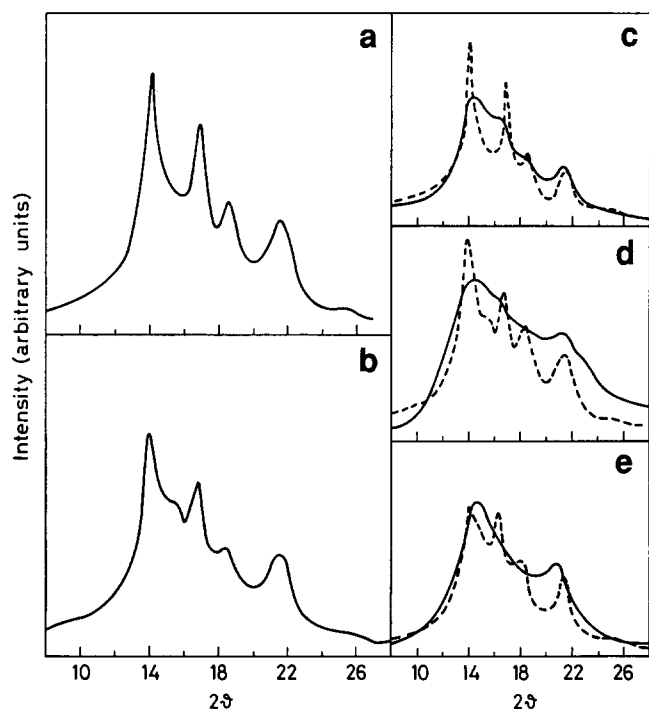 a
c
d
b
e
Intensity (arbitrary units)
10 14 18 22 26
2ϑ
10 14 18 22 26
2ϑ